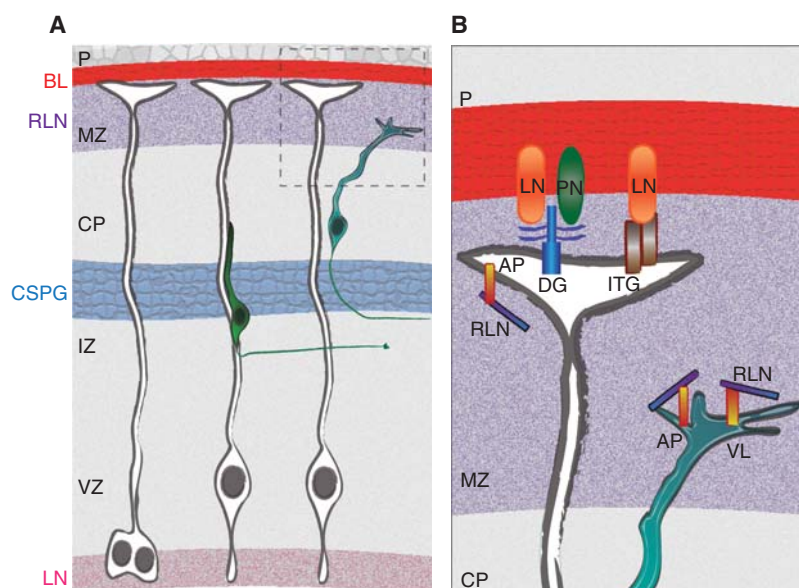 A
P
BL
RLN
MZ
CP
CSPG
IZ
VZ
LN
B
P
LN PN LN
AP
DG ITG
RLN
RLN
AP
VL
MZ
CP